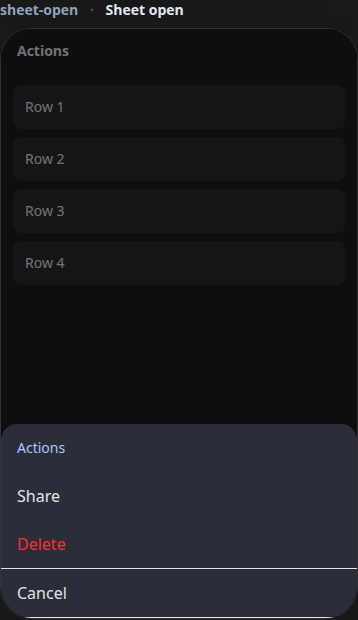 sheet-open · Sheet open
Actions
Row 1
Row 2
Row 3
Row 4
Actions
Share
Delete
Cancel